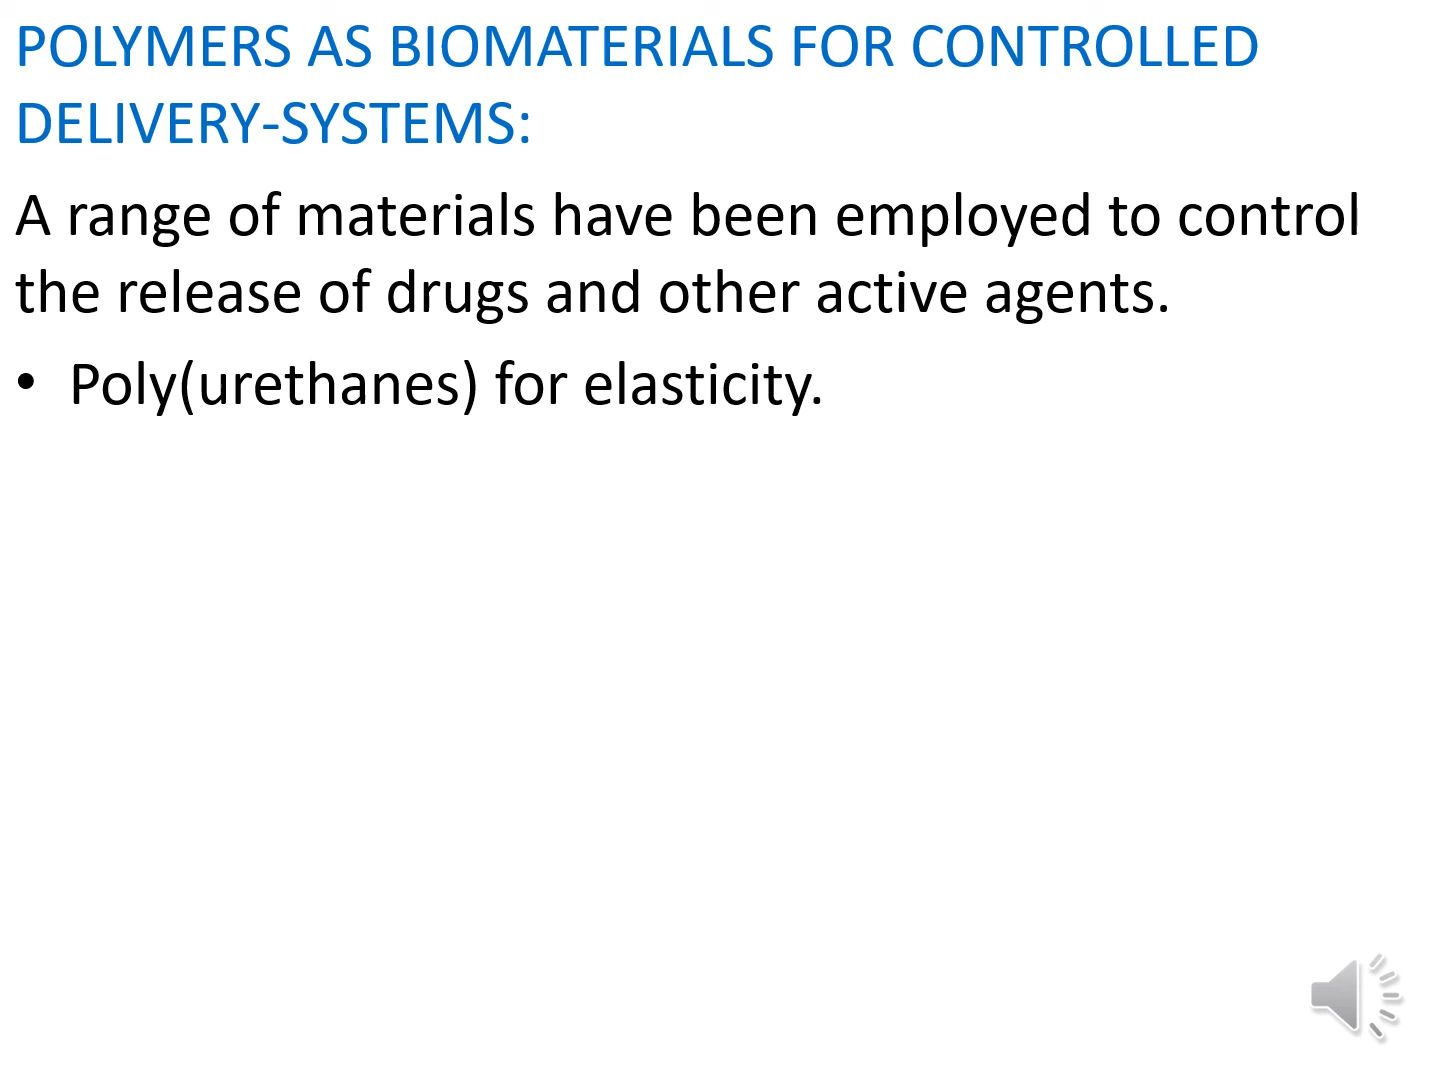 POLYMERS AS BIOMATERIALS FOR CONTROLLED
DELIVERY-SYSTEMS:
A range of materials have been employed to control
the release of drugs and other active agents.
• Poly(urethanes) for elasticity.